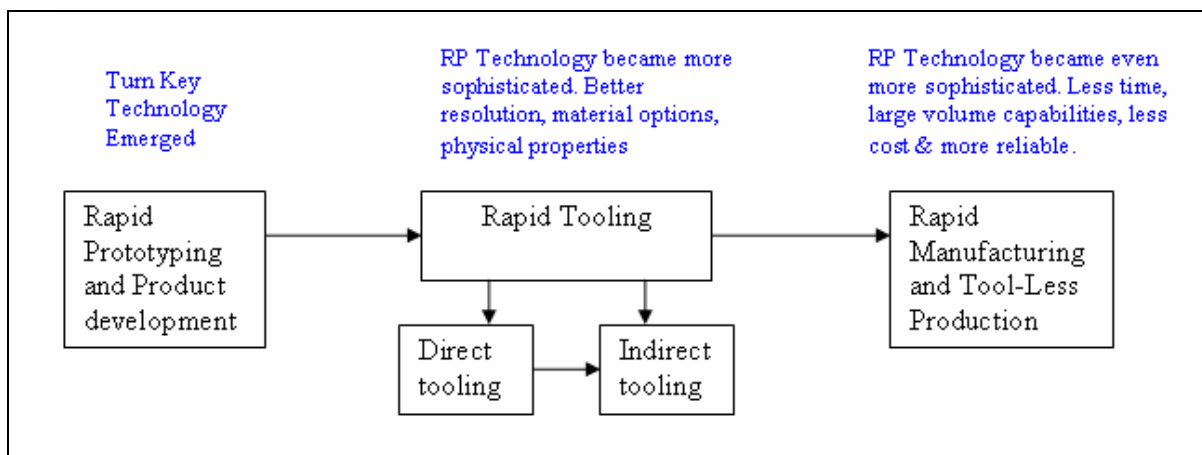 Turn Key
Technology
Emerged
RP Technology became more
sophisticated. Better
resolution, material options,
physical properties
RP Technology became even
more sophisticated. Less time,
large volume capabilities, less
cost & more reliable.
Rapid
Prototyping
and Product
development
Rapid Tooling
Rapid
Manufacturing
and Tool-Less
Production
Direct
tooling
Indirect
tooling